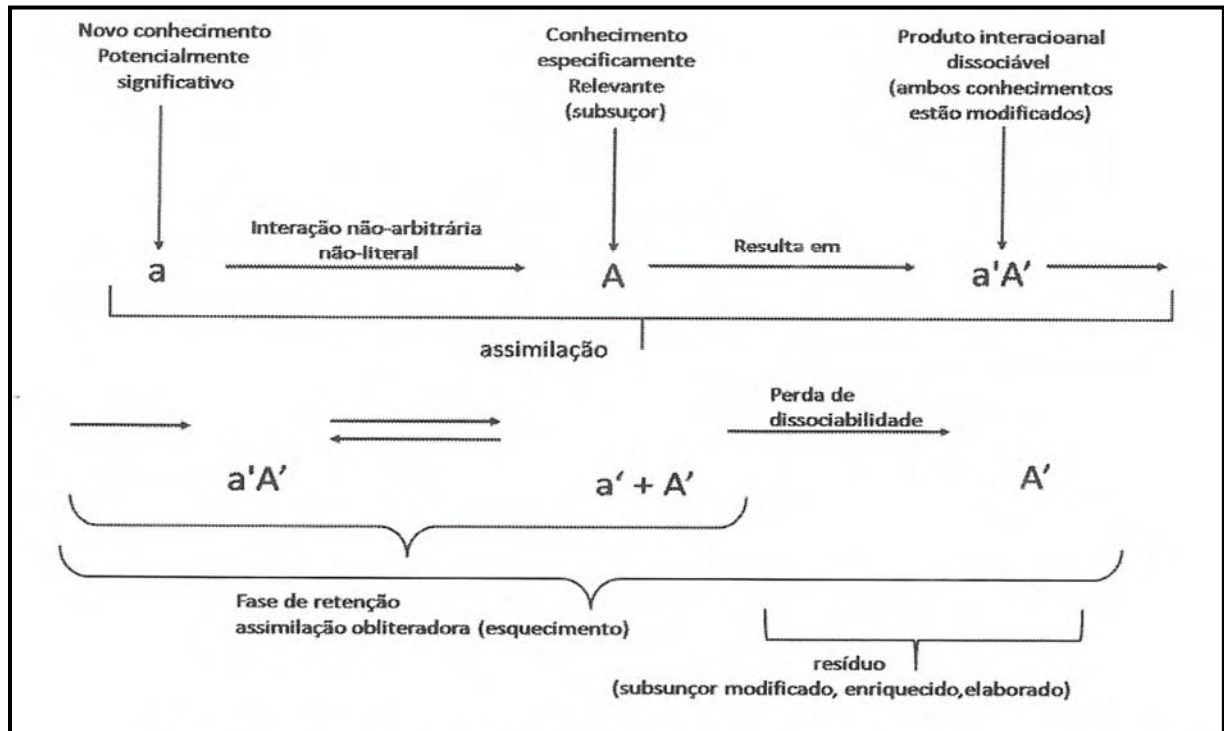 Novo conhecimento
Potencialmente
significativo
Conhecimento
especificamente
Relevante
(subsuçor)
Produto interacioanal
dissociável
(ambos conhecimentos
estão modificados)
Interação não-arbitrária
não-literal
Resulta em
a
A
a'A'
assimilação
Perda de
dissociabilidade
a'A'
a' + A'
A'
Fase de retenção
assimilação obliteradora (esquecimento)
resíduo
(subsunçor modificado, enriquecido,elaborado)